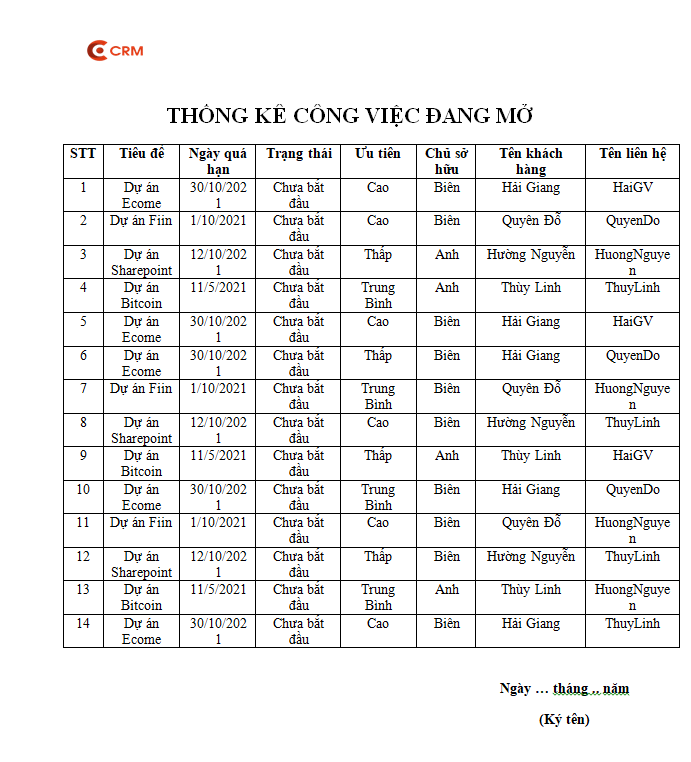 CRM
THỐNG KÊ CÔNG VIỆC ĐANG MỞ
STT Tiêu đề Ngày quá hạn Trạng thái Ưu tiên Chủ sở hữu Tên khách hàng Tên liên hệ
1 Dự án Ecome 30/10/2021 Chưa bắt đầu Cao Biên Hải Giang HaiGV
2 Dự án Fiin 1/10/2021 Chưa bắt đầu Cao Biên Quyên Đỗ QuyenDo
3 Dự án Sharepoint 12/10/2021 Chưa bắt đầu Thấp Anh Hường Nguyễn HuongNguyen
4 Dự án Bitcoin 11/5/2021 Chưa bắt đầu Trung Bình Anh Thùy Linh ThuyLinh
5 Dự án Ecome 30/10/2021 Chưa bắt đầu Cao Biên Hải Giang HaiGV
6 Dự án Ecome 30/10/2021 Chưa bắt đầu Thấp Biên Hải Giang QuyenDo
7 Dự án Fiin 1/10/2021 Chưa bắt đầu Trung Bình Biên Quyên Đỗ HuongNguyen
8 Dự án Sharepoint 12/10/2021 Chưa bắt đầu Cao Biên Hường Nguyễn ThuyLinh
9 Dự án Bitcoin 11/5/2021 Chưa bắt đầu Thấp Anh Thùy Linh HaiGV
10 Dự án Ecome 30/10/2021 Chưa bắt đầu Trung Bình Biên Hải Giang QuyenDo
11 Dự án Fiin 1/10/2021 Chưa bắt đầu Cao Biên Quyên Đỗ HuongNguyen
12 Dự án Sharepoint 12/10/2021 Chưa bắt đầu Thấp Biên Hường Nguyễn ThuyLinh
13 Dự án Bitcoin 11/5/2021 Chưa bắt đầu Trung Bình Anh Thùy Linh HuongNguyen
14 Dự án Ecome 30/10/2021 Chưa bắt đầu Cao Biên Hải Giang ThuyLinh
Ngày … tháng .. năm
(Ký tên)